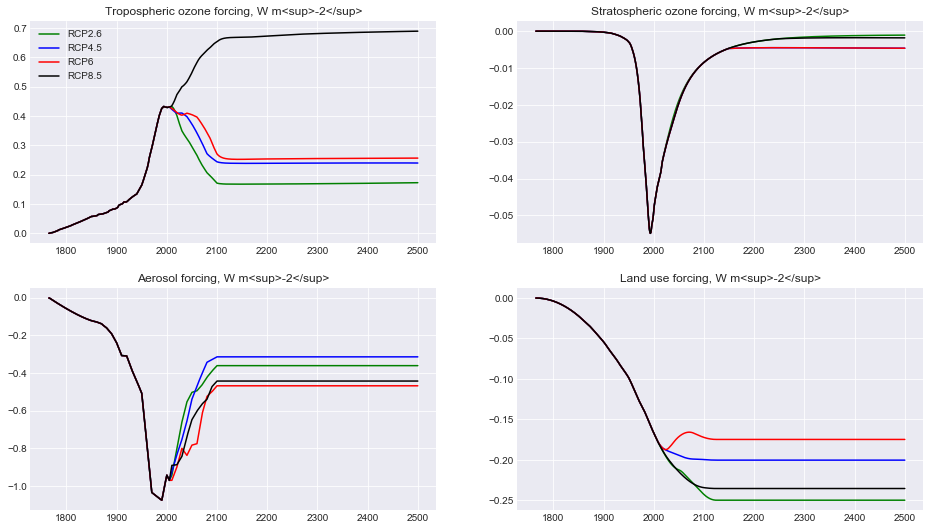 Tropospheric ozone forcing, W m<sup>-2</sup>
0.7
0.6
0.5
0.4
0.3
0.2
0.1
0.0
RCP2.6
RCP4.5
RCP6
RCP8.5
1800 1900 2000 2100 2200 2300 2400 2500
Stratospheric ozone forcing, W m<sup>-2</sup>
0.00
−0.01
−0.02
−0.03
−0.04
−0.05
1800 1900 2000 2100 2200 2300 2400 2500
Aerosol forcing, W m<sup>-2</sup>
0.0
−0.2
−0.4
−0.6
−0.8
−1.0
1800 1900 2000 2100 2200 2300 2400 2500
Land use forcing, W m<sup>-2</sup>
0.00
−0.05
−0.10
−0.15
−0.20
−0.25
1800 1900 2000 2100 2200 2300 2400 2500